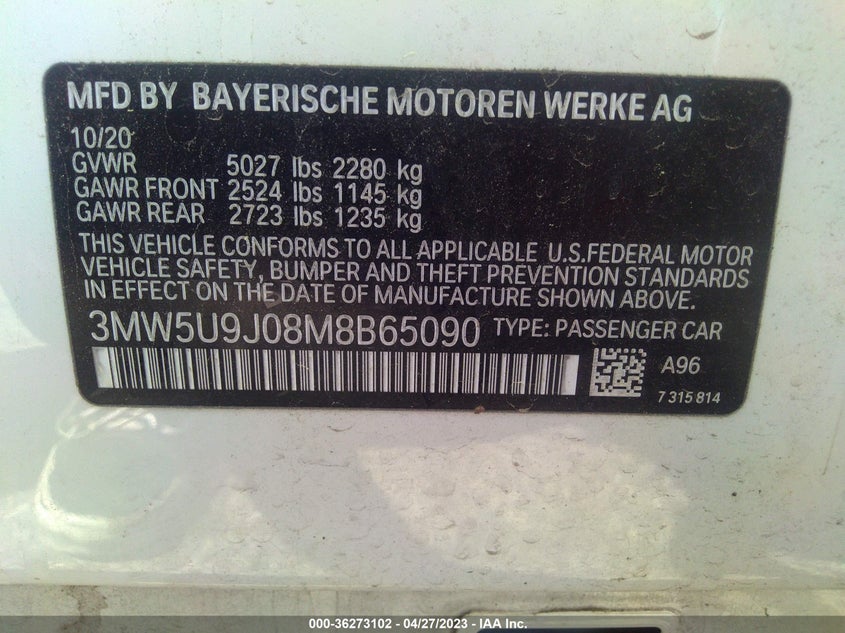 MFD BY BAYERISCHE MOTOREN WERKE AG
10/20
GVWR 5027 lbs 2280 kg
GAWR FRONT 2524 lbs 1145 kg
GAWR REAR 2723 lbs 1235 kg
THIS VEHICLE CONFORMS TO ALL APPLICABLE U.S.FEDERAL MOTOR
VEHICLE SAFETY, BUMPER AND THEFT PREVENTION STANDARDS
IN EFFECT ON THE DATE OF MANUFACTURE SHOWN ABOVE.
3MW5U9J08M8B65090 TYPE: PASSENGER CAR
A96
7 315 814
000-36273102 - 04/27/2023 - IAA Inc.